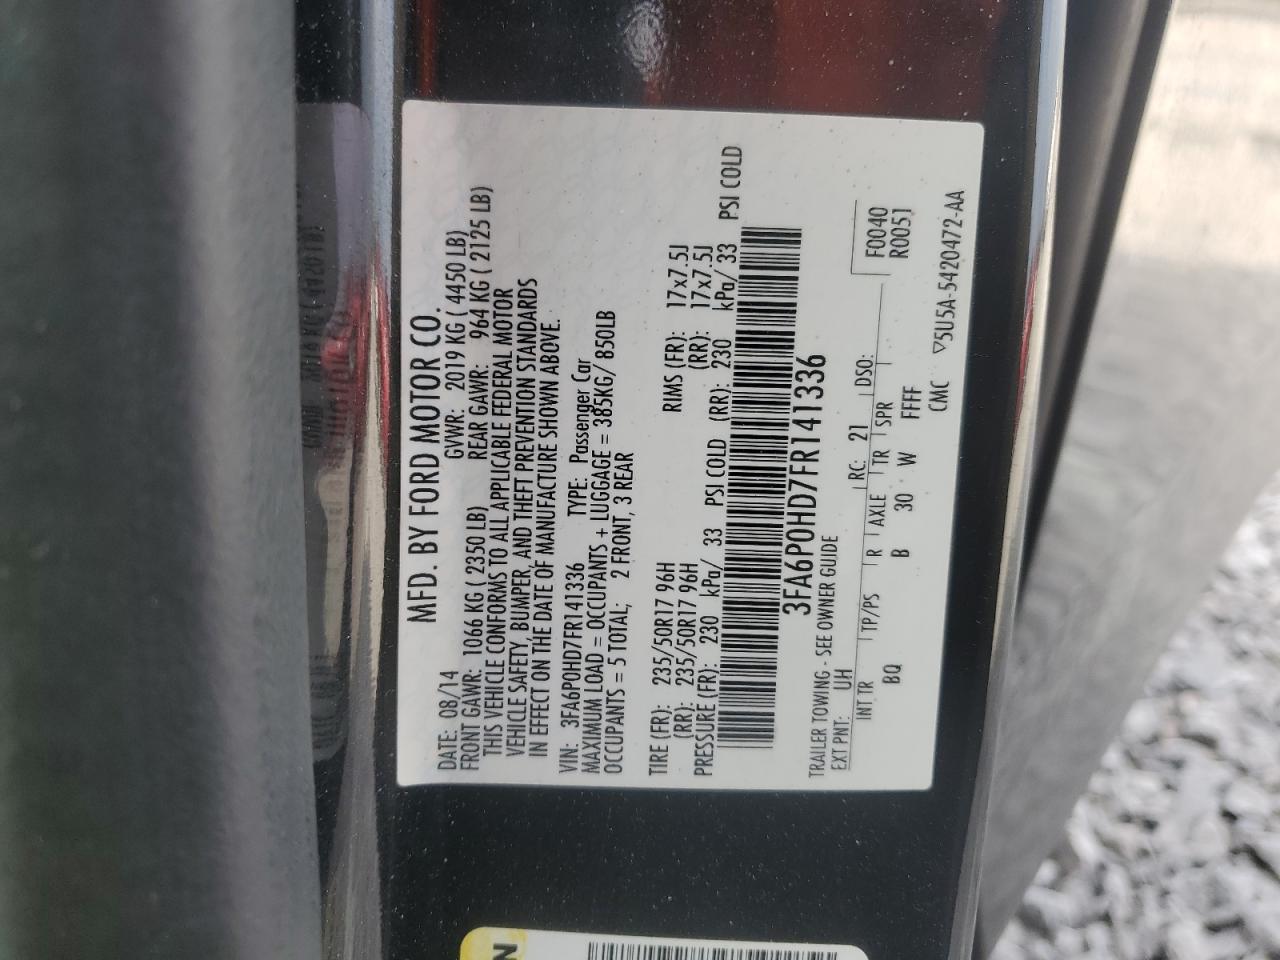 MFD. BY FORD MOTOR CO.
DATE: 08/14 GVWR: 2019 KG ( 4450 LB)
FRONT GAWR: 1066 KG ( 2350 LB) REAR GAWR: 964 KG ( 2125 LB)
THIS VEHICLE CONFORMS TO ALL APPLICABLE FEDERAL MOTOR
VEHICLE SAFETY, BUMPER, AND THEFT PREVENTION STANDARDS
IN EFFECT ON THE DATE OF MANUFACTURE SHOWN ABOVE.
VIN: 3FA6P0HD7FR141336 TYPE: Passenger Car
MAXIMUM LOAD = OCCUPANTS + LUGGAGE = 385KG/ 850LB
OCCUPANTS = 5 TOTAL; 2 FRONT, 3 REAR
TIRE (FR): 235/50R17 96H RIMS (FR): 17x7.5J
(RR): 235/50R17 96H (RR): 17x7.5J
PRESSURE (FR): 230 kPa/ 33 PSI COLD (RR): 230 kPa/ 33 PSI COLD
3FA6P0HD7FR141336
TRAILER TOWING - SEE OWNER GUIDE
EXT PNT: UH RC: 21 DSO: F0040
INT TR TP/PS R AXLE TR SPR R0051
BQ B 30 W FFFF
CMC ▽5U5A-5420472-AA
N